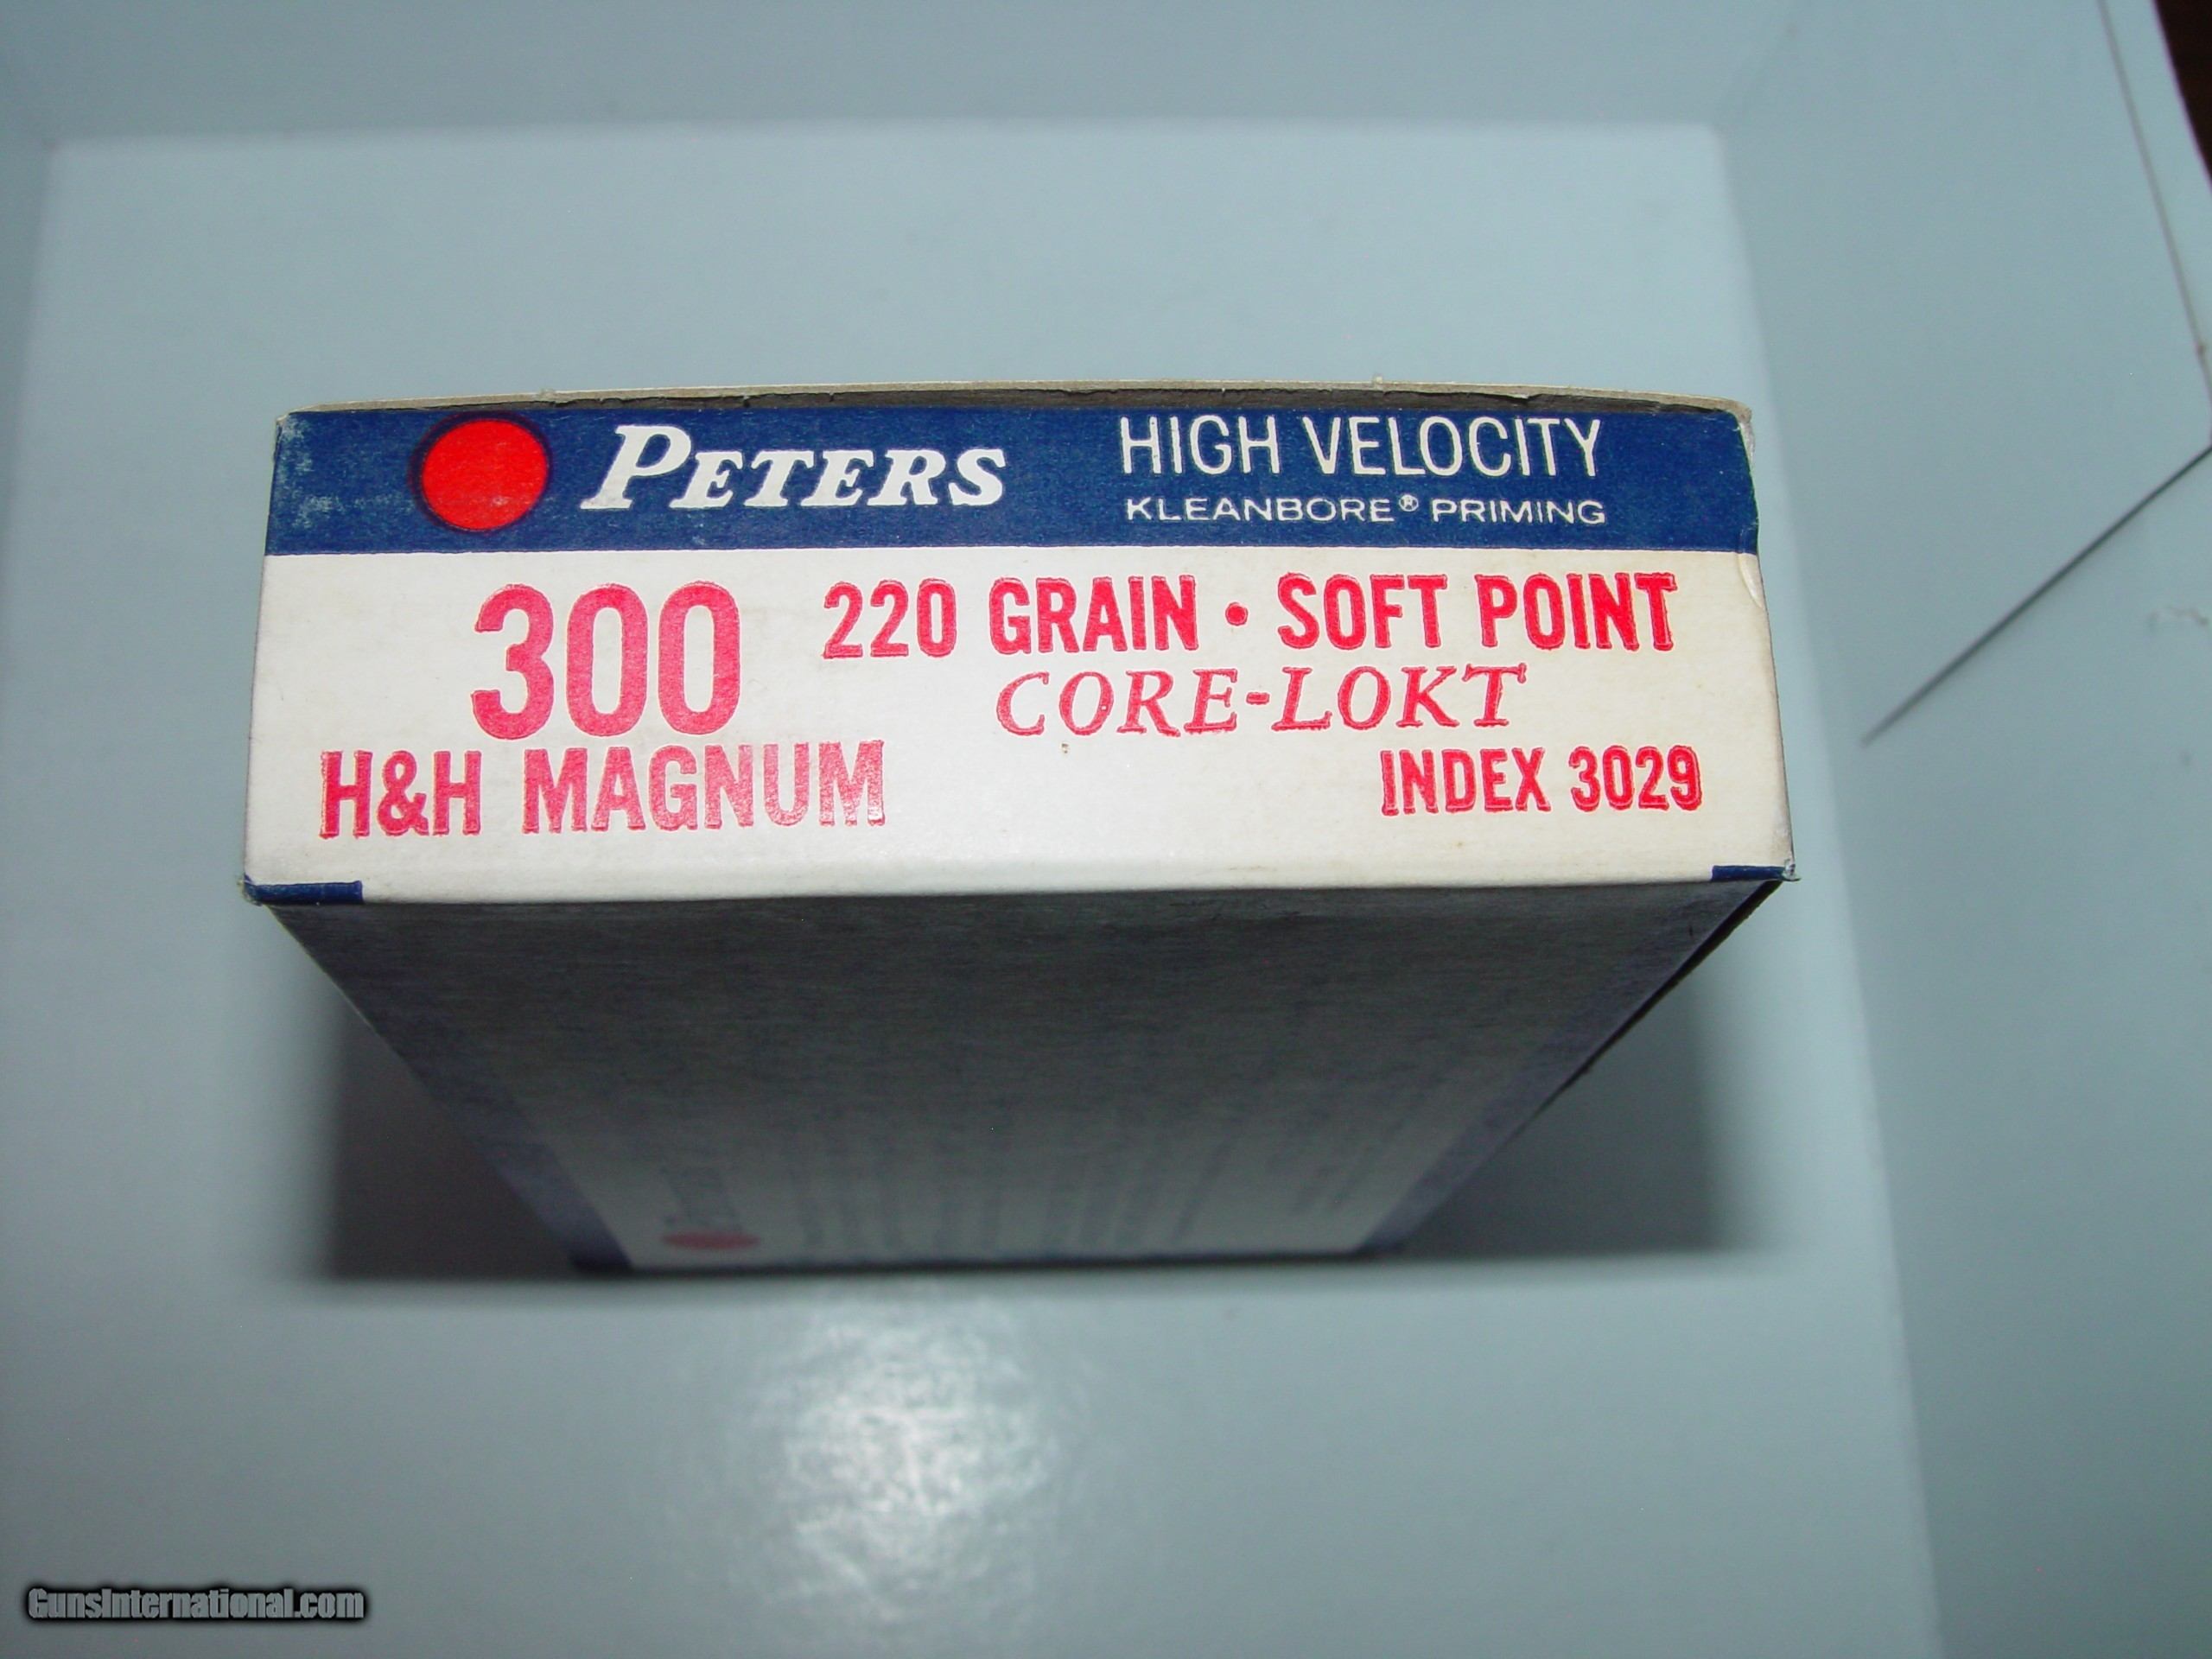 PETERS HIGH VELOCITY
KLEANBORE® PRIMING
300 220 GRAIN • SOFT POINT
CORE-LOKT
H&H MAGNUM INDEX 3029
GunsInternational.com